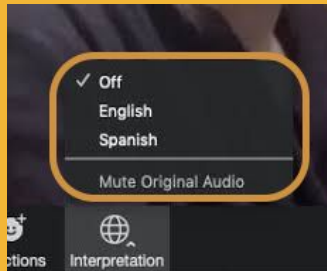 ✓ Off
English
Spanish
Mute Original Audio
ctions
Interpretation